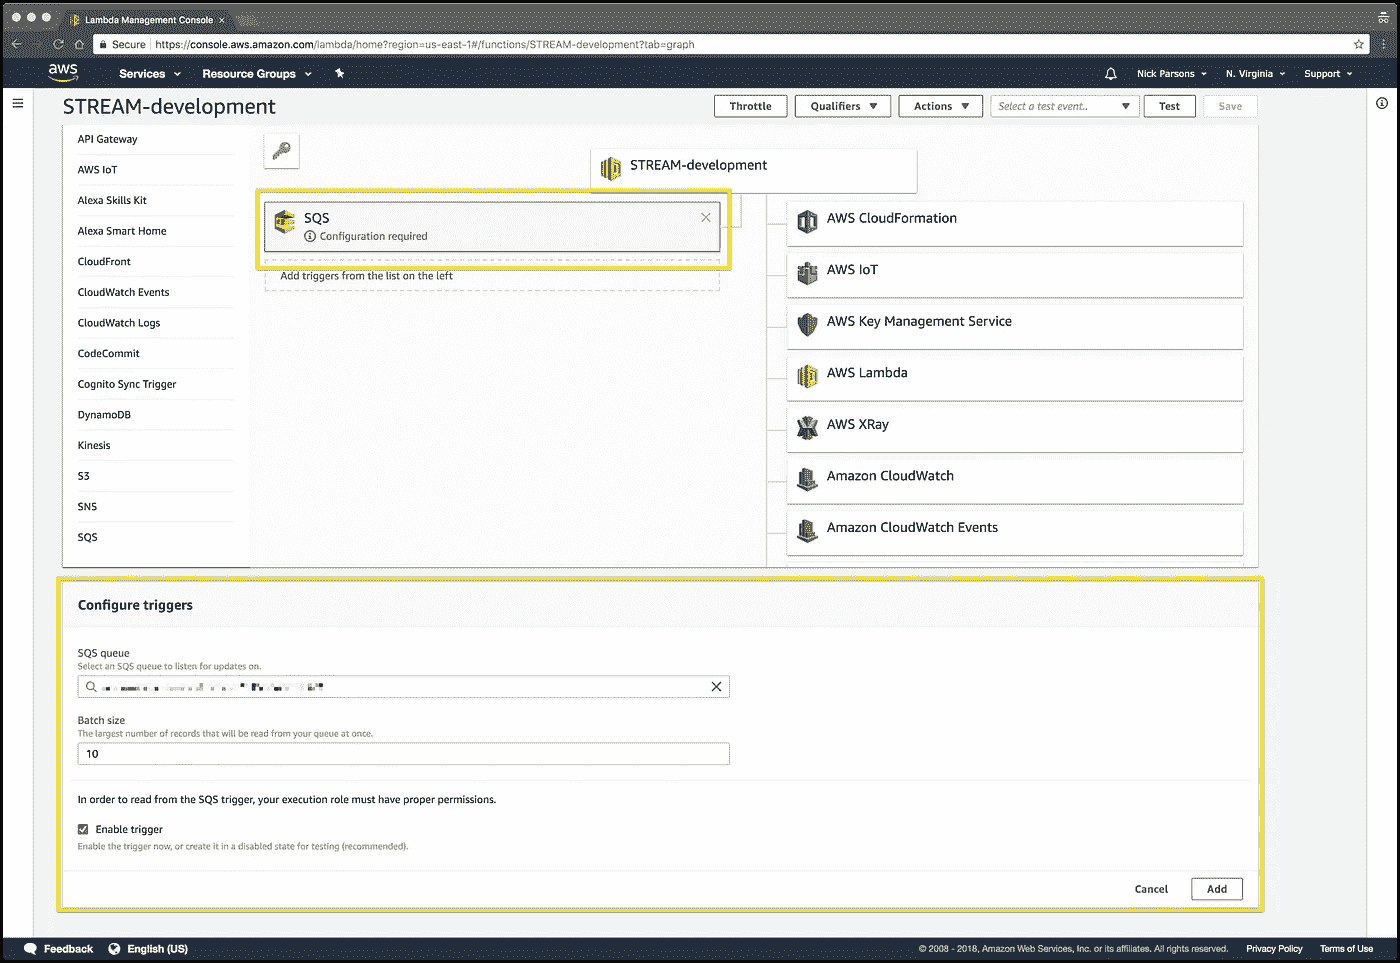 Lambda Management Console
Secure https://console.aws.amazon.com/lambda/home?region=us-east-1#/functions/STREAM-development?tab=graph
aws Services Resource Groups Nick Parsons N. Virginia Support
STREAM-development Throttle Qualifiers Actions Select a test event.. Test Save
API Gateway
AWS IoT
Alexa Skills Kit
Alexa Smart Home
CloudFront
CloudWatch Events
CloudWatch Logs
CodeCommit
Cognito Sync Trigger
DynamoDB
Kinesis
S3
SNS
SQS
STREAM-development
SQS
Configuration required
Add triggers from the list on the left
AWS CloudFormation
AWS IoT
AWS Key Management Service
AWS Lambda
AWS XRay
Amazon CloudWatch
Amazon CloudWatch Events
Configure triggers
SQS queue
Select an SQS queue to listen for updates on.
Batch size
The largest number of records that will be read from your queue at once.
10
In order to read from the SQS trigger, your execution role must have proper permissions.
Enable trigger
Enable the trigger now, or create it in a disabled state for testing (recommended).
Cancel Add
Feedback English (US) © 2008 - 2018, Amazon Web Services, Inc. or its affiliates. All rights reserved. Privacy Policy Terms of Use